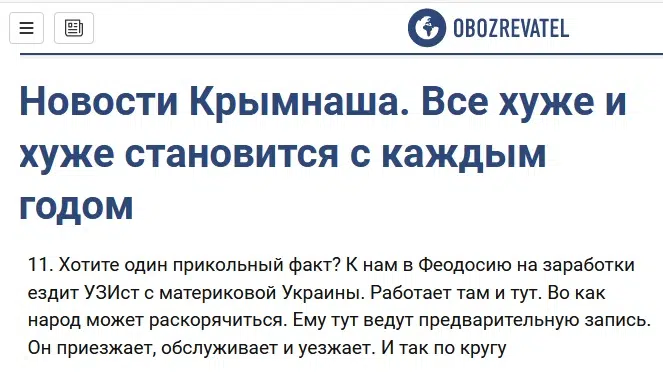 OBOZREVATEL
Новости Крымнаша. Все хуже и
хуже становится с каждым
годом
11. Хотите один прикольный факт? К нам в Феодосию на заработки
ездит УЗИст с материковой Украины. Работает там и тут. Во как
народ может раскорячиться. Ему тут ведут предварительную запись.
Он приезжает, обслуживает и уезжает. И так по кругу